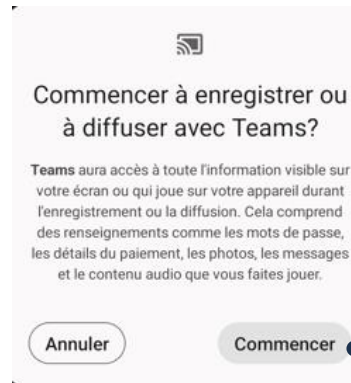 Commencer à enregistrer ou
à diffuser avec Teams?
Teams aura accès à toute l'information visible sur
votre écran ou qui joue sur votre appareil durant
l'enregistrement ou la diffusion. Cela comprend
des renseignements comme les mots de passe,
les détails du paiement, les photos, les messages
et le contenu audio que vous faites jouer.
Annuler Commencer